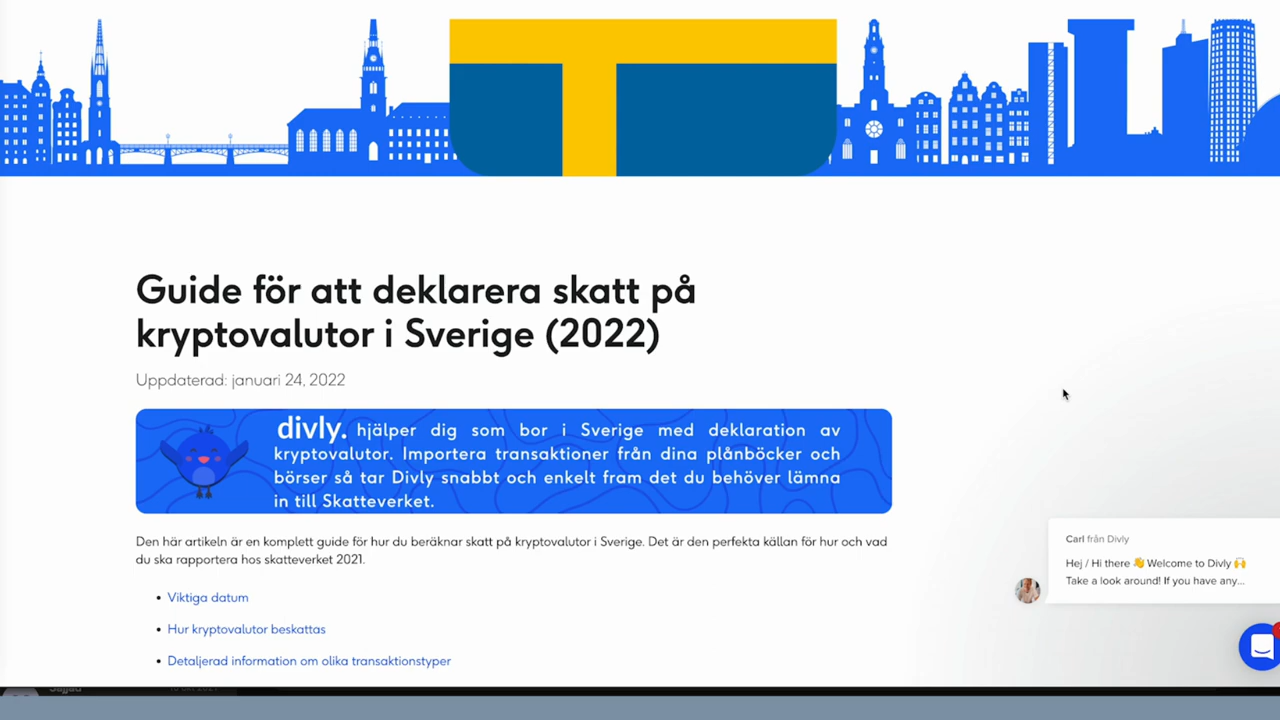 Guide för att deklarera skatt på
kryptovalutor i Sverige (2022)
Uppdaterad: januari 24, 2022
divly. hjälper dig som bor i Sverige med deklaration av
kryptovalutor. Importera transaktioner från dina plånböcker och
börser så tar Divly snabbt och enkelt fram det du behöver lämna
in till Skatteverket.
Den här artikeln är en komplett guide för hur du beräknar skatt på kryptovalutor i Sverige. Det är den perfekta källan för hur och vad
du ska rapportera hos skatteverket 2021.
• Viktiga datum
• Hur kryptovalutor beskattas
• Detaljerad information om olika transaktionstyper
Carl från Divly
Hej / Hi there 👋 Welcome to Divly 🙌
Take a look around! If you have any...